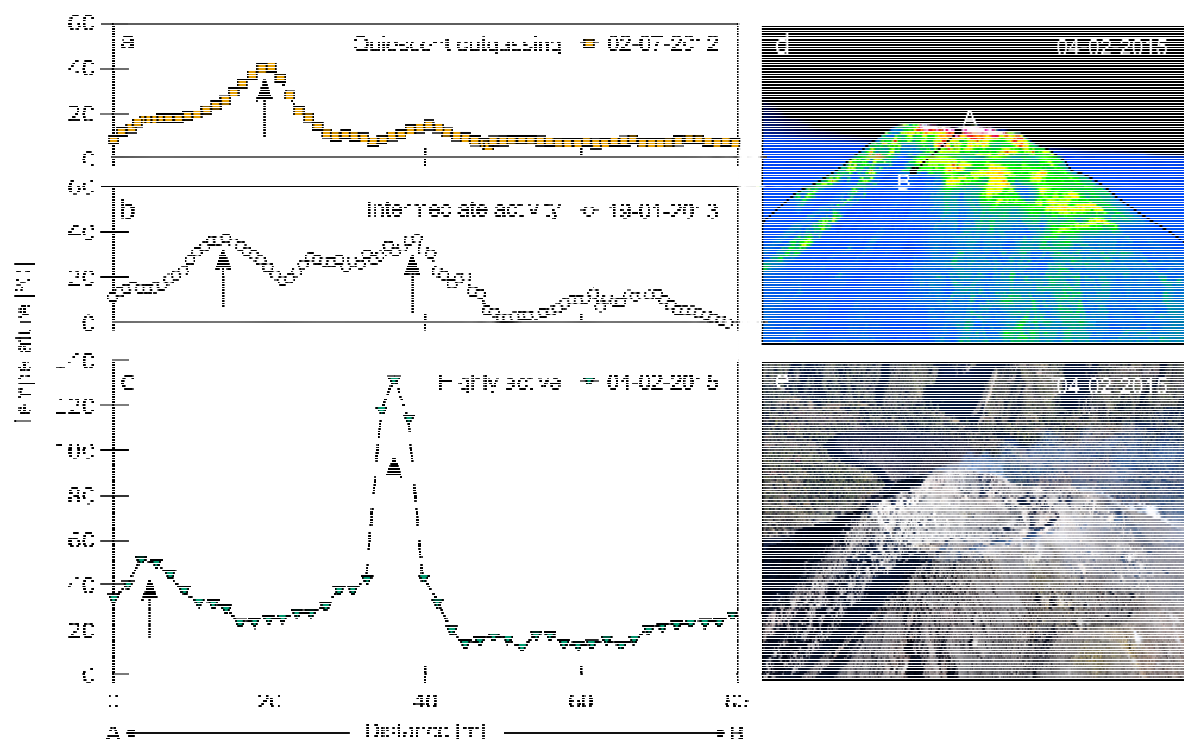 60
a
Quiescent outgassing 02-07-2012
40
20
0
60
b
Intermediate activity 19-01-2013
40
20
0
Temperature
140
c
Highly active 04-02-2015
120
100
80
60
40
20
0
0 20 40 60 80
A Distance [m] B
d
04-02-2015
A
B
e
04-02-2015